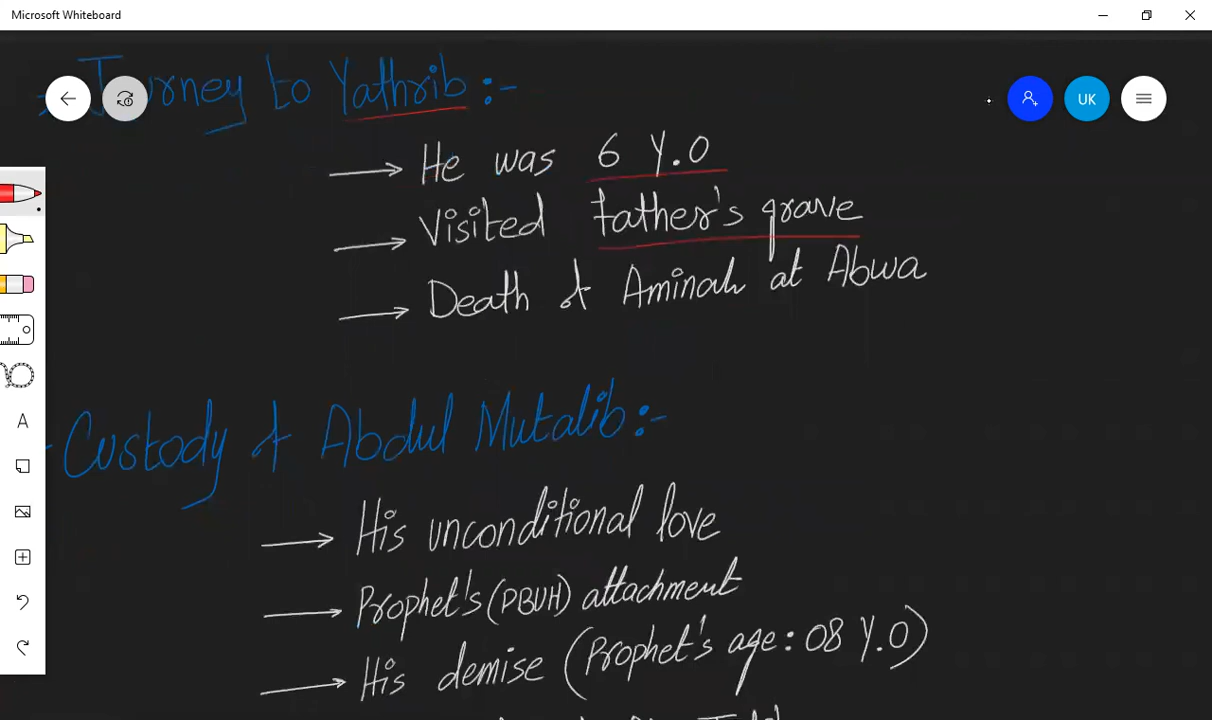 Microsoft Whiteboard
Journey to Yathrib :-
UK
He was 6 Y.O
Visited father's grave
Death of Aminah at Abwa
Custody of Abdul Mutalib :-
A
His unconditional love
Prophet's (PBUH) attachment
His demise (Prophet's age: 08 Y.O)